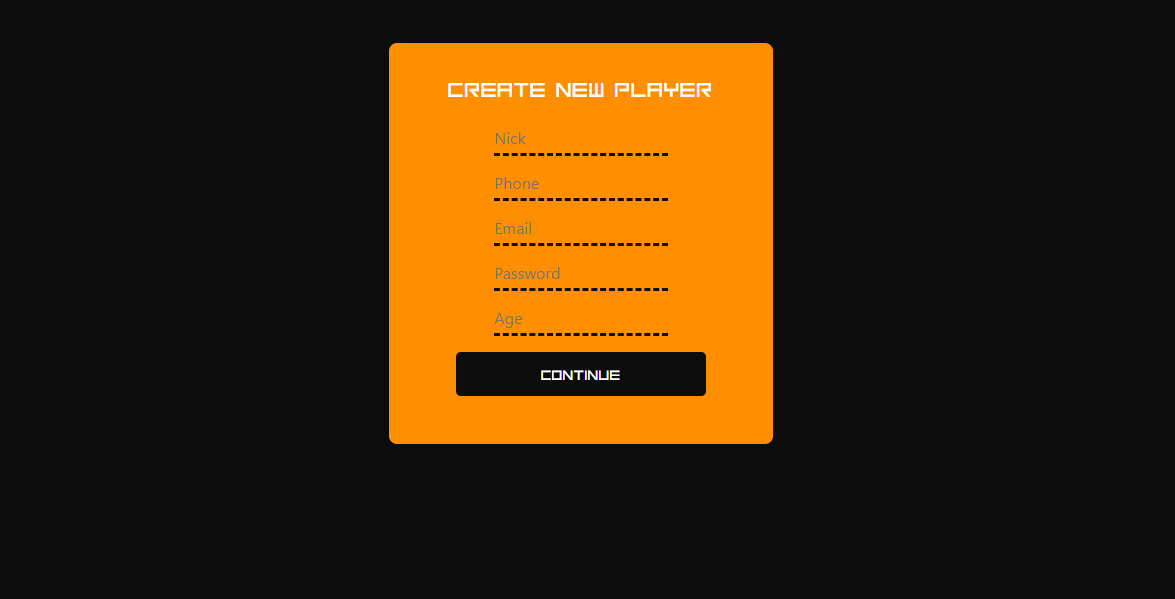 CREATE NEW PLAYER
Nick
Phone
Email
Password
Age
CONTINUE